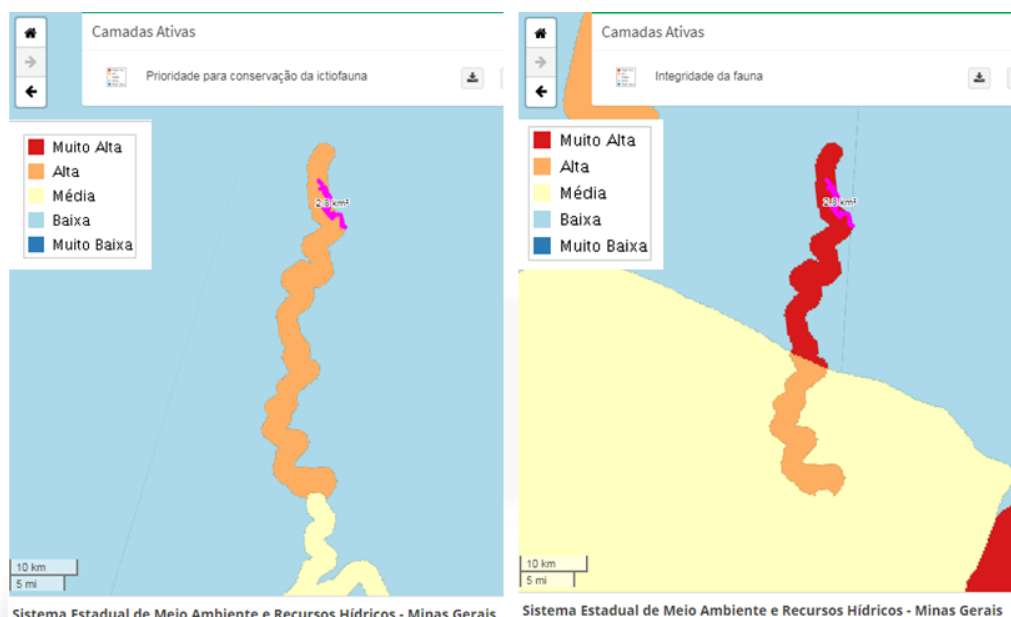 Camadas Ativas
Prioridade para conservação da ictiofauna
Muito Alta
Alta
Média
Baixa
Muito Baixa
2.8 km²
10 km
5 mi
Sistema Estadual de Meio Ambiente e Recursos Hídricos - Minas Gerais
Camadas Ativas
Integridade da fauna
Muito Alta
Alta
Média
Baixa
Muito Baixa
2.8 km²
10 km
5 mi
Sistema Estadual de Meio Ambiente e Recursos Hídricos - Minas Gerais